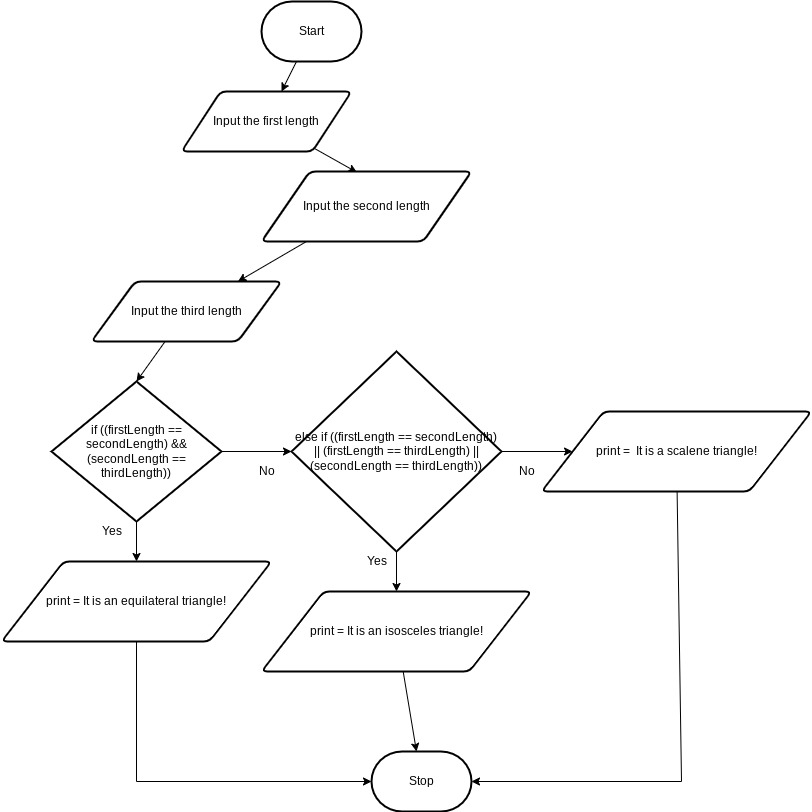 Start
Input the first length
Input the second length
Input the third length
if ((firstLength ==
secondLength) &&
(secondLength ==
thirdLength))
No
else if ((firstLength == secondLength)
|| (firstLength == thirdLength) ||
(secondLength == thirdLength))
No
print =  It is a scalene triangle!
Yes
Yes
print = It is an equilateral triangle!
print = It is an isosceles triangle!
Stop